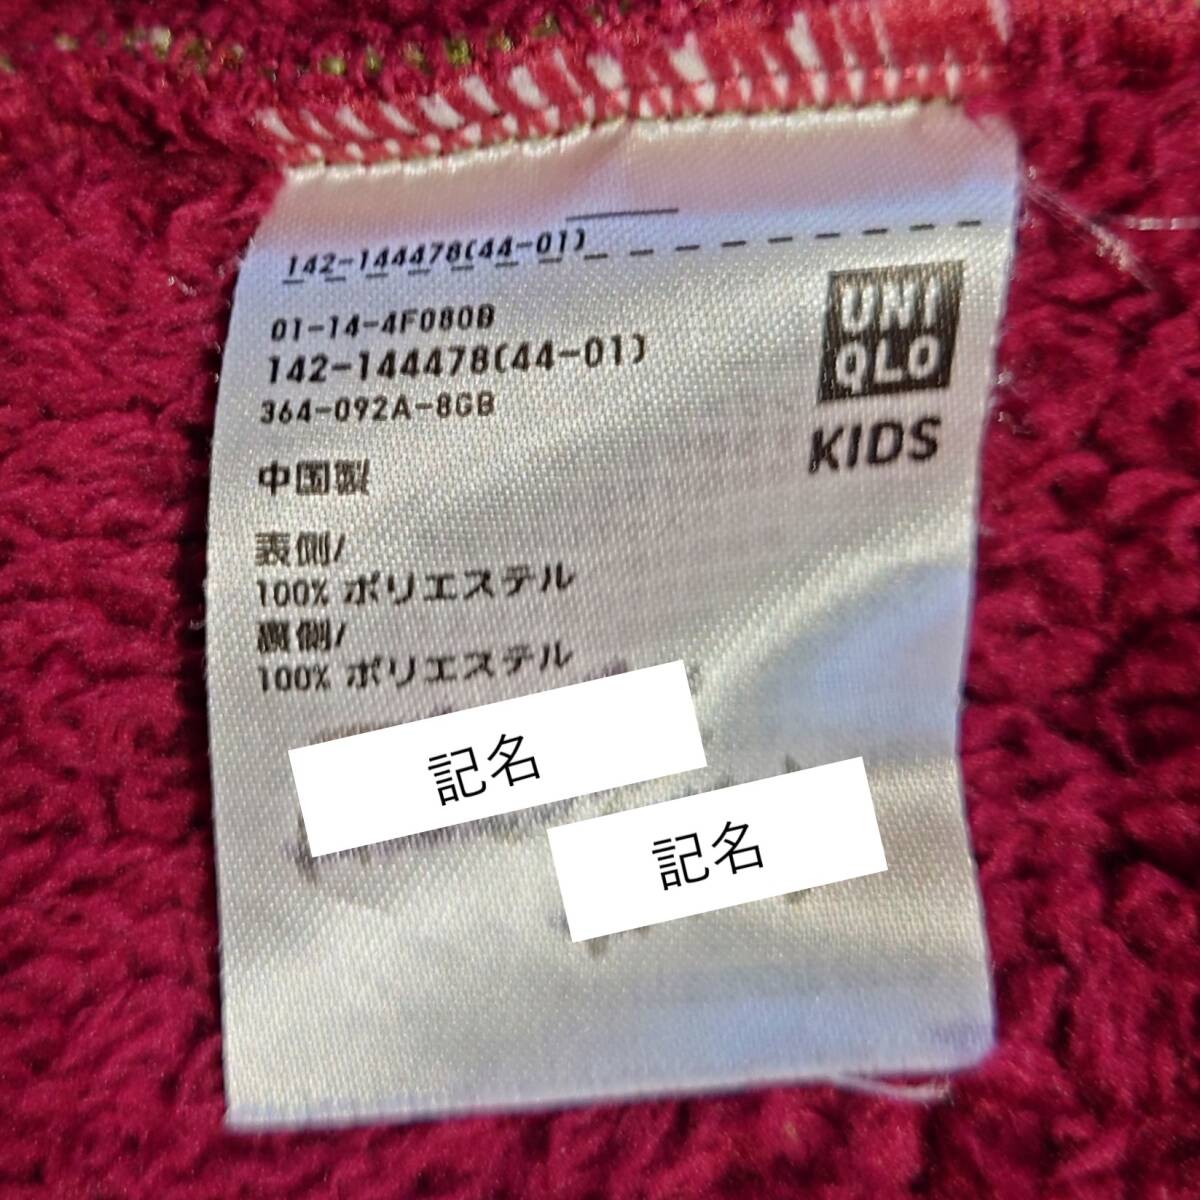 142-144478(44-01)
01-14-4F080B
142-144478(44-01)
364-092A-8GB
UNI
QLO
KIDS
中国製
表側/
100% ポリエステル
裏側/
100% ポリエステル
記名
記名